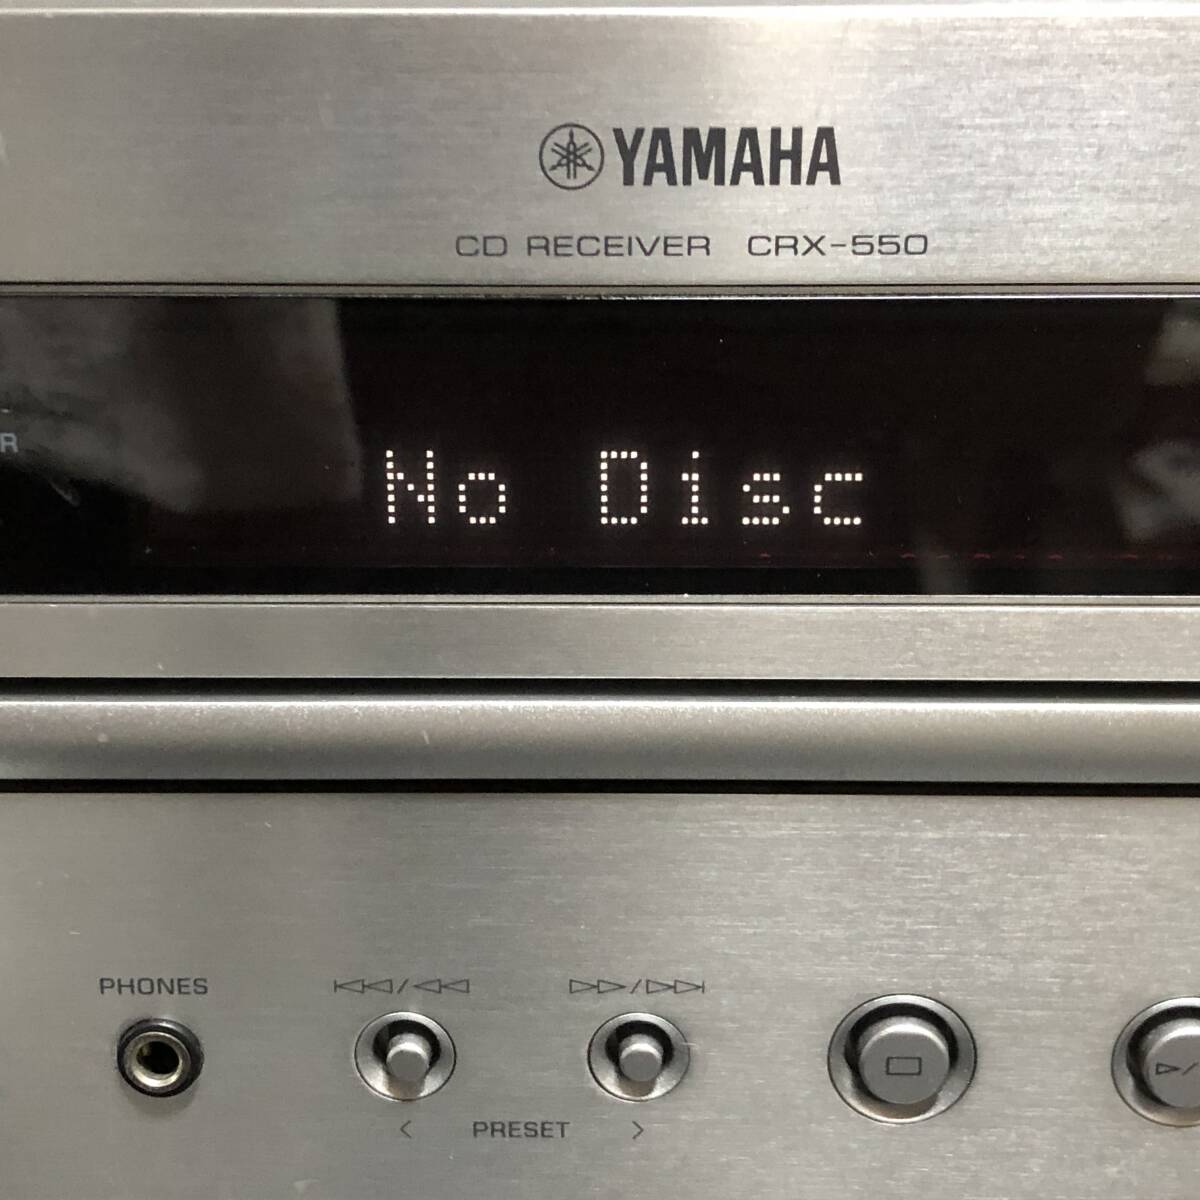 YAMAHA
CD RECEIVER CRX-550
R
No Disc
PHONES
PRESET